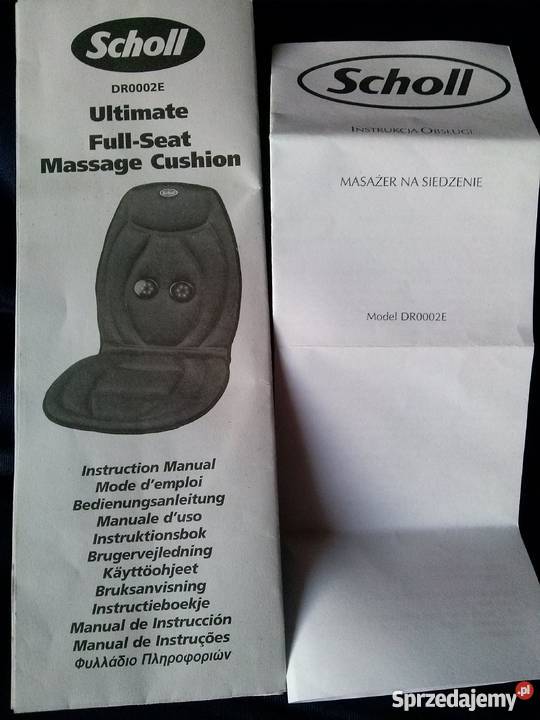 Scholl
DR0002E
Ultimate
Full-Seat
Massage Cushion
Scholl
Instruction Manual
Mode d'emploi
Bedienungsanleitung
Manuale d'uso
Instruktionsbok
Brugervejledning
Käyttöohjeet
Bruksanvisning
Instructieboekje
Manual de Instrucción
Manual de Instruções
Φυλλάδιο Πληροφοριών
Scholl
INSTRUKCJA OBSŁUGI
MASAŻER NA SIEDZENIE
Model DR0002E
Sprzedajemy.pl